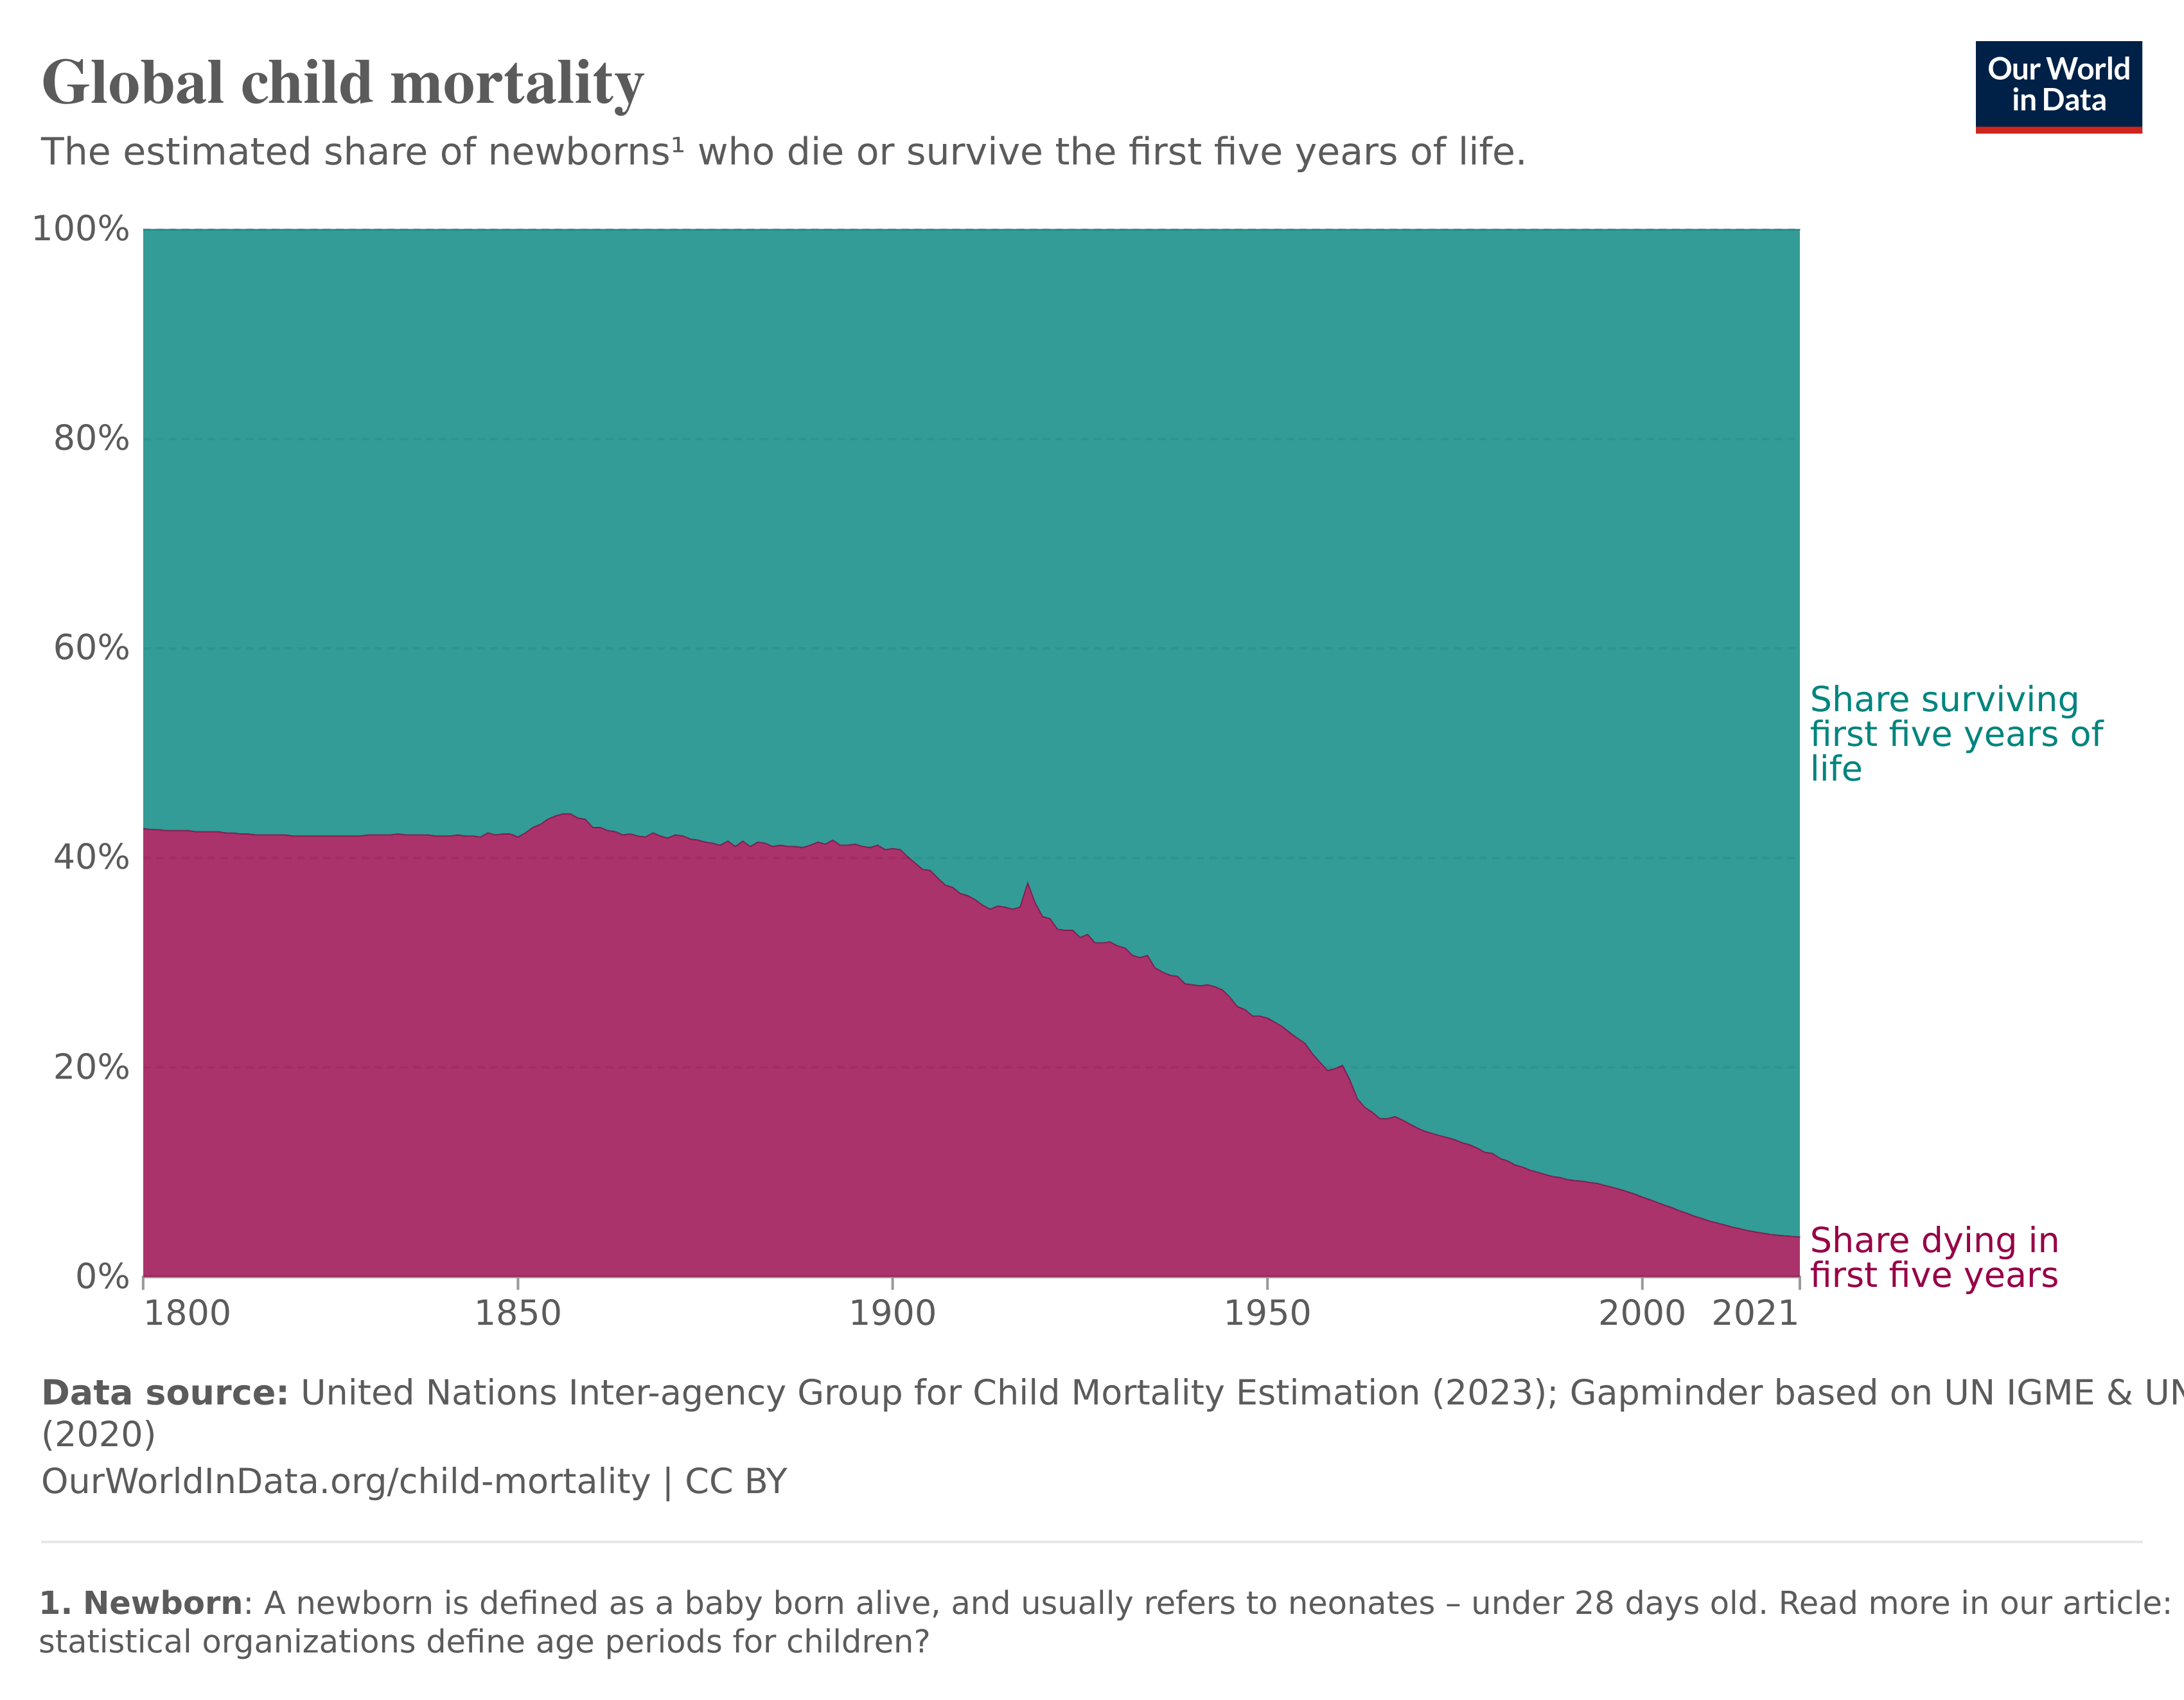 Global child mortality
Our World
in Data
The estimated share of newborns¹ who die or survive the first five years of life.
100%
80%
60%
40%
20%
0%
Share surviving
first five years of
life
Share dying in
first five years
1800
1850
1900
1950
2000
2021
Data source: United Nations Inter-agency Group for Child Mortality Estimation (2023); Gapminder based on UN IGME & UN
(2020)
OurWorldInData.org/child-mortality | CC BY
1. Newborn: A newborn is defined as a baby born alive, and usually refers to neonates – under 28 days old. Read more in our article:
statistical organizations define age periods for children?